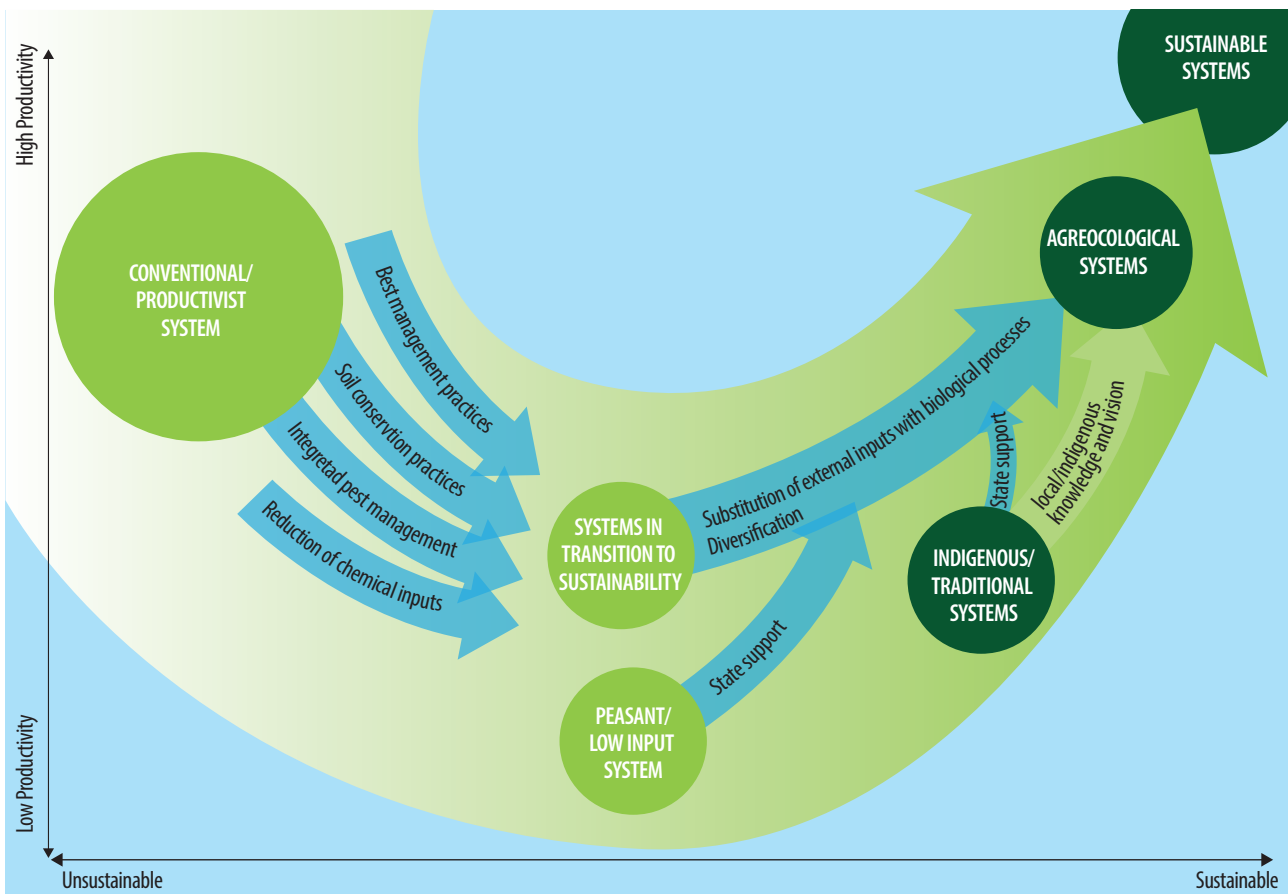 High Productivity
Low Productivity
Unsustainable
Sustainable
SUSTAINABLE
SYSTEMS
AGREOCOLOGICAL
SYSTEMS
CONVENTIONAL/
PRODUCTIVIST
SYSTEM
Best management practices
Soil conservtion practices
Integretad pest management
Reduction of chemical inputs
SYSTEMS IN
TRANSITION TO
SUSTAINABILITY
Substitution of external inputs with biological processes
Diversification
State support
PEASANT/
LOW INPUT
SYSTEM
State support
local/indigenous
knowledge and vision
INDIGENOUS/
TRADITIONAL
SYSTEMS